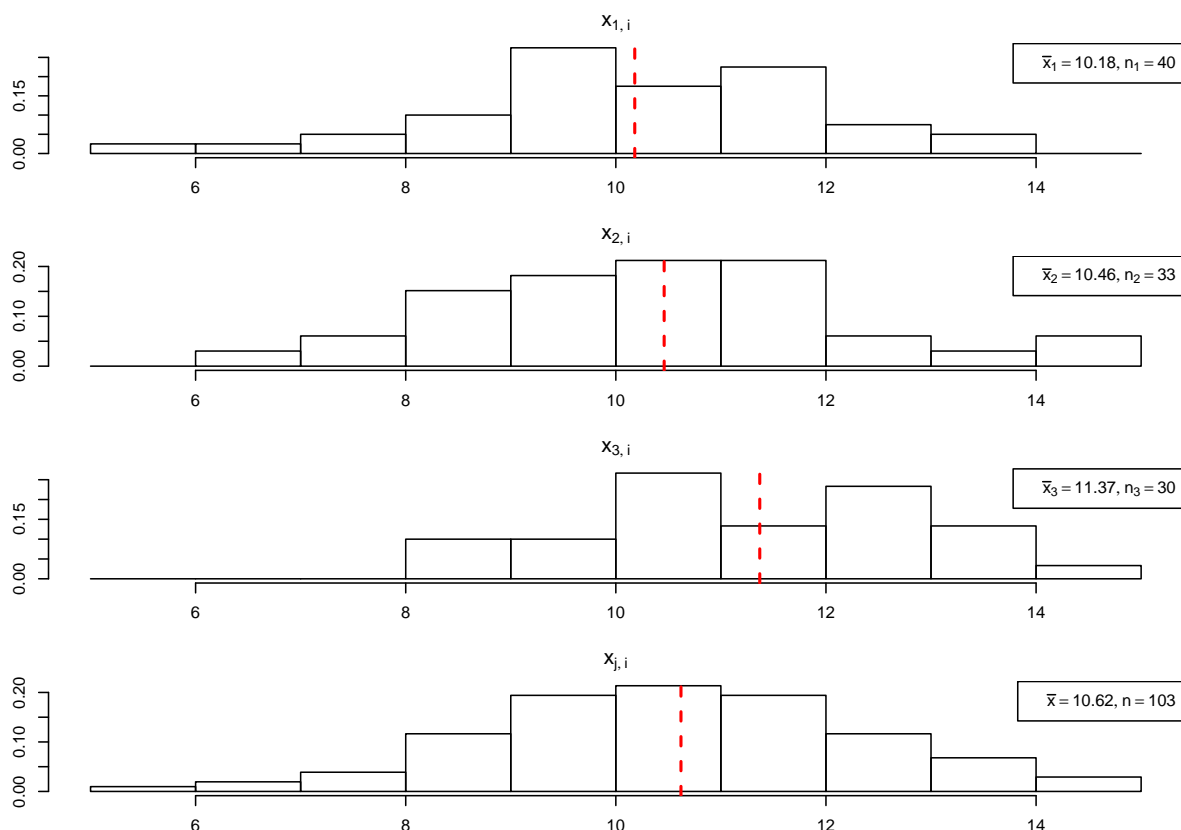 x1, i
x̄1 = 10.18, n1 = 40
0.00 0.15
6 8 10 12 14
x2, i
x̄2 = 10.46, n2 = 33
0.00 0.10 0.20
6 8 10 12 14
x3, i
x̄3 = 11.37, n3 = 30
0.00 0.15
6 8 10 12 14
xj, i
x̄ = 10.62, n = 103
0.00 0.10 0.20
6 8 10 12 14